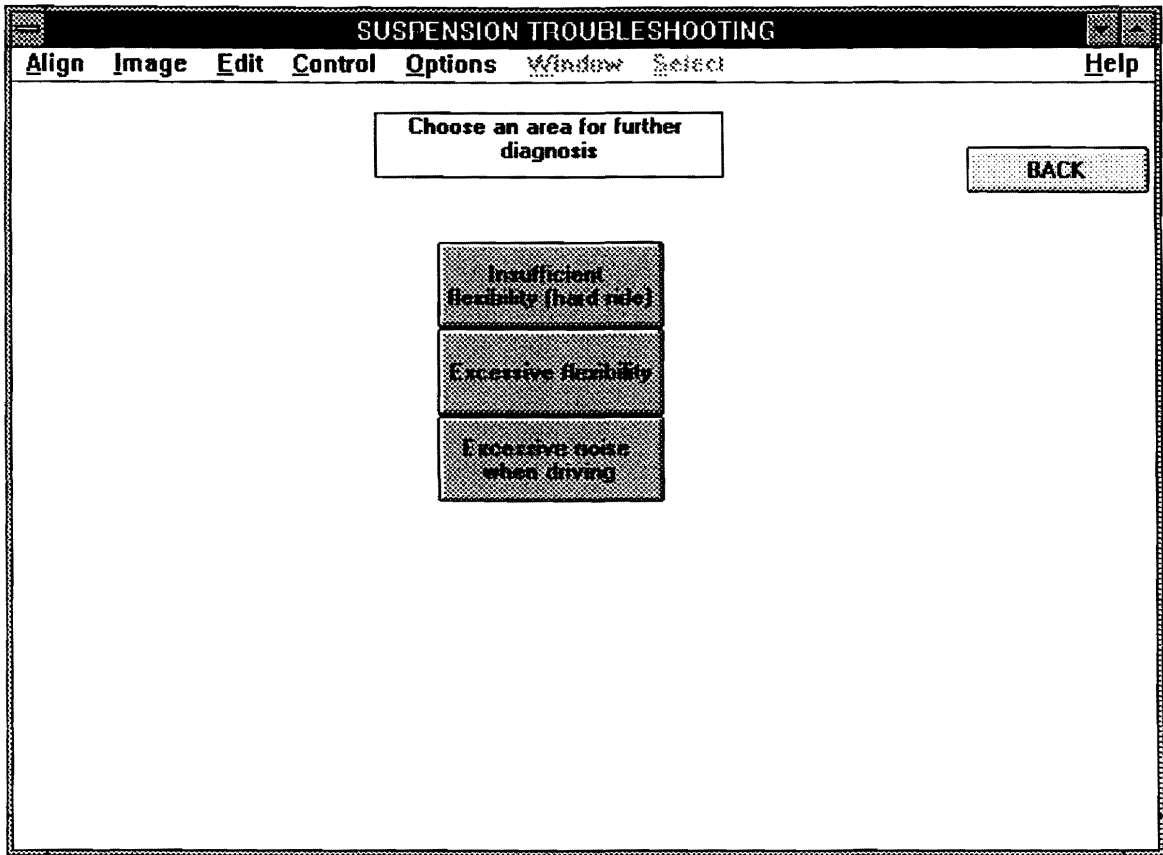 SUSPENSION TROUBLESHOOTING
Align Image Edit Control Options Window Select Help
Choose an area for further
diagnosis
BACK
Insufficient
flexibility (hard ride)
Excessive flexibility
Excessive noise
when driving